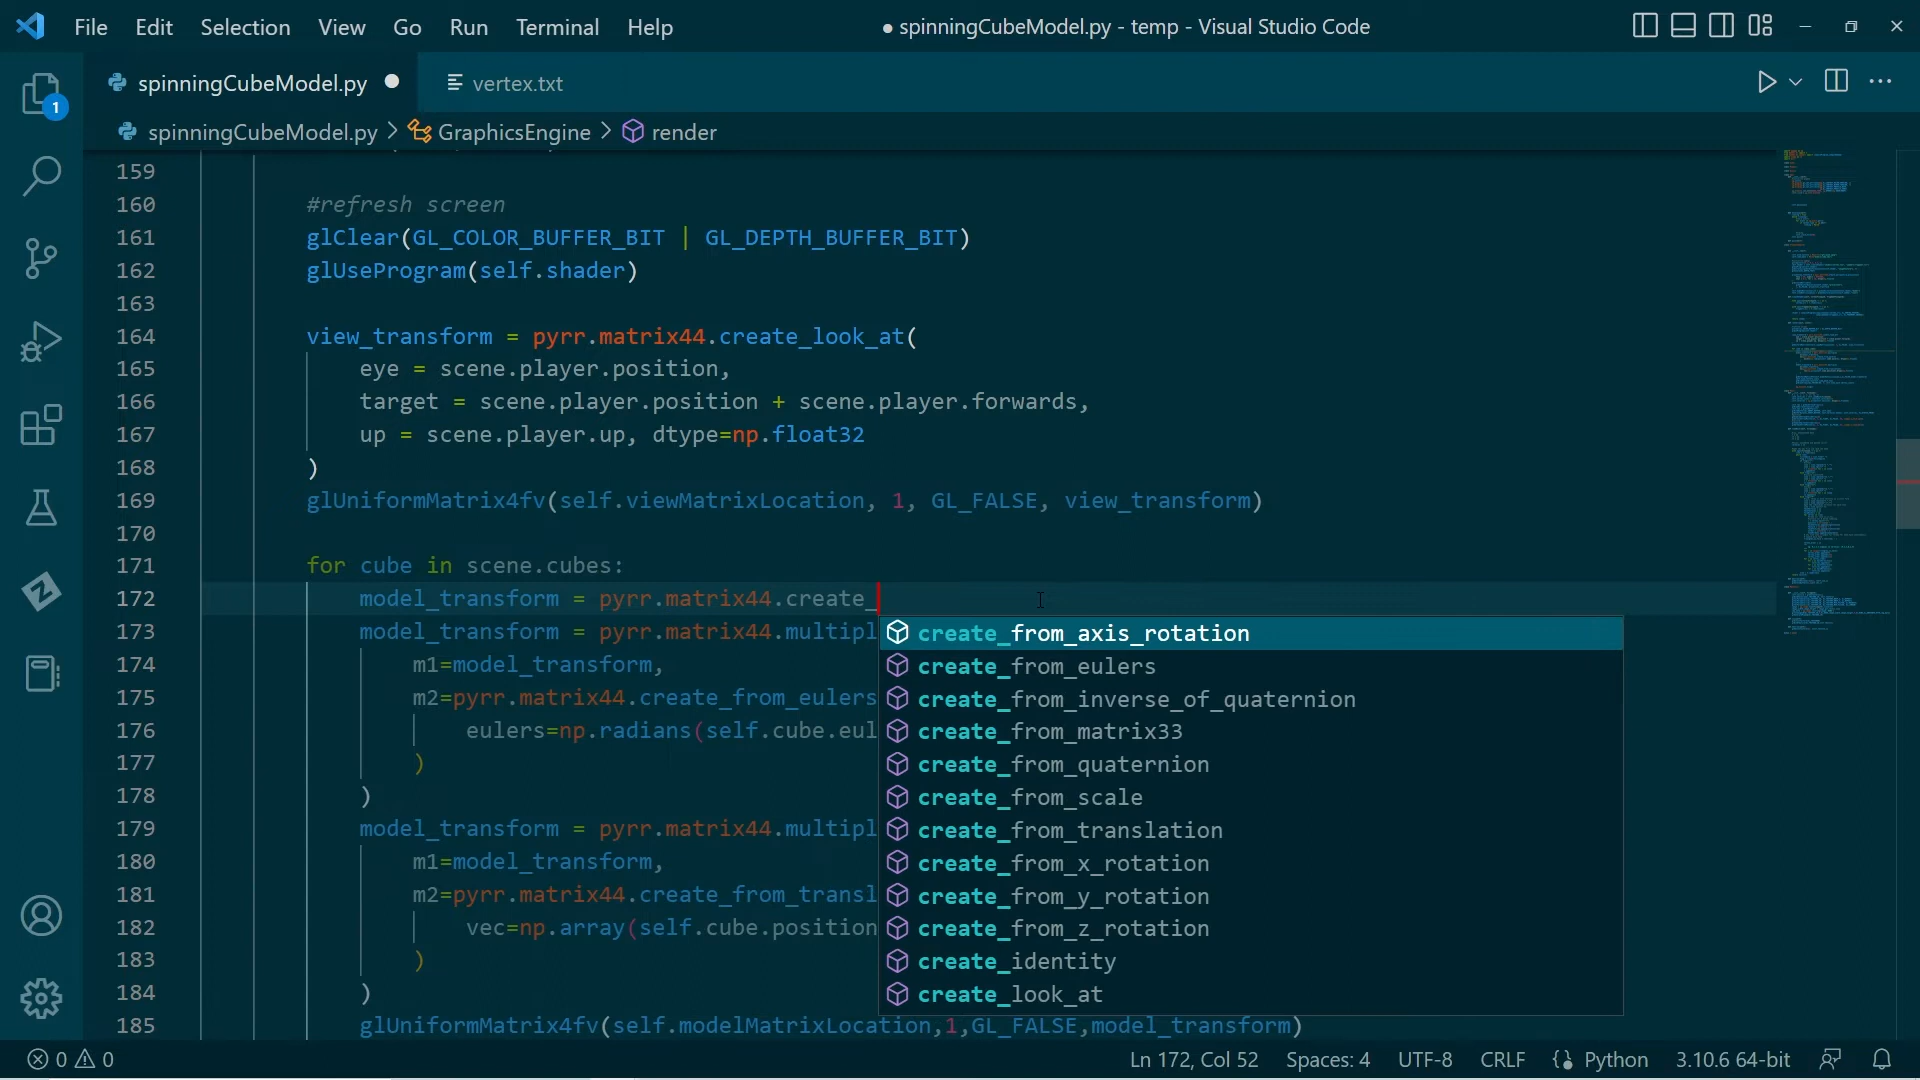 File Edit Selection View Go Run Terminal Help ● spinningCubeModel.py - temp - Visual Studio Code
spinningCubeModel.py ● vertex.txt
1
spinningCubeModel.py > GraphicsEngine > render
159
160 #refresh screen
161 glClear(GL_COLOR_BUFFER_BIT | GL_DEPTH_BUFFER_BIT)
162 glUseProgram(self.shader)
163
164 view_transform = pyrr.matrix44.create_look_at(
165 eye = scene.player.position,
166 target = scene.player.position + scene.player.forwards,
167 up = scene.player.up, dtype=np.float32
168 )
169 glUniformMatrix4fv(self.viewMatrixLocation, 1, GL_FALSE, view_transform)
170
171 for cube in scene.cubes:
172 model_transform = pyrr.matrix44.create_
173 model_transform = pyrr.matrix44.multipl
174 m1=model_transform,
175 m2=pyrr.matrix44.create_from_eulers
176 eulers=np.radians(self.cube.eul
177 )
178 )
179 model_transform = pyrr.matrix44.multipl
180 m1=model_transform,
181 m2=pyrr.matrix44.create_from_transl
182 vec=np.array(self.cube.position
183 )
184 )
185 glUniformMatrix4fv(self.modelMatrixLocation,1,GL_FALSE,model_transform)
create_from_axis_rotation
create_from_eulers
create_from_inverse_of_quaternion
create_from_matrix33
create_from_quaternion
create_from_scale
create_from_translation
create_from_x_rotation
create_from_y_rotation
create_from_z_rotation
create_identity
create_look_at
0 0 Ln 172, Col 52 Spaces: 4 UTF-8 CRLF Python 3.10.6 64-bit